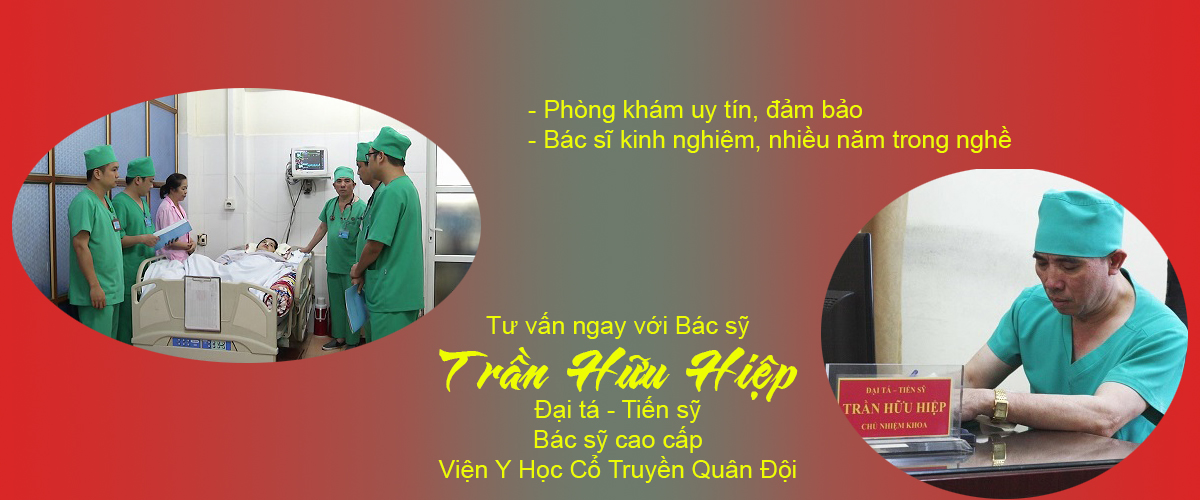 - Phòng khám uy tín, đảm bảo
- Bác sĩ kinh nghiệm, nhiều năm trong nghề
Tư vấn ngay với Bác sỹ
Trần Hữu Hiệp
Đại tá - Tiến sỹ
Bác sỹ cao cấp
Viện Y Học Cổ Truyền Quân Đội
ĐẠI TÁ - TIẾN SỸ
TRẦN HỮU HIỆP
CHỦ NHIỆM KHOA